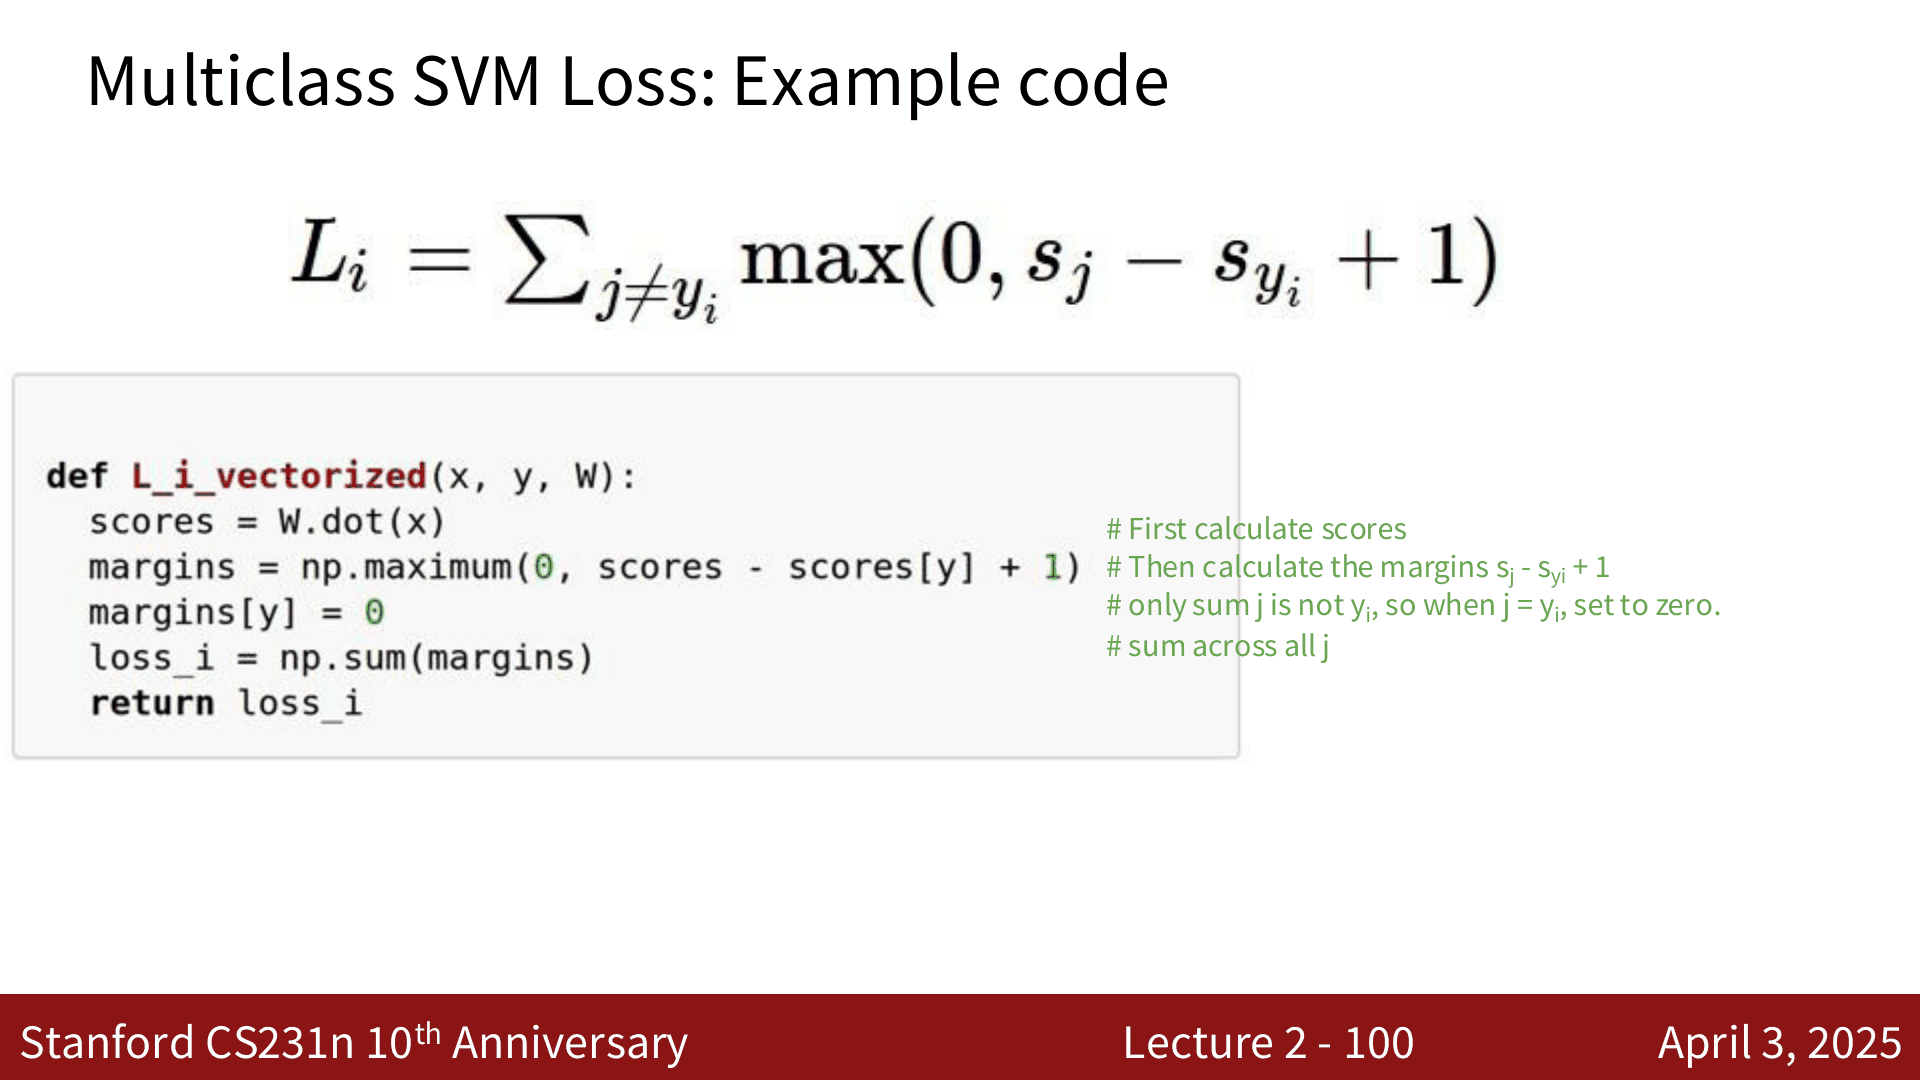 Multiclass SVM Loss: Example code
L_i = ∑_{j≠y_i} max(0, s_j − s_{y_i} + 1)
def L_i_vectorized(x, y, W):
scores = W.dot(x)
# First calculate scores
margins = np.maximum(0, scores - scores[y] + 1)
# Then calculate the margins s_j - s_{yi} + 1
margins[y] = 0
# only sum j is not y_i, so when j = y_i, set to zero.
loss_i = np.sum(margins)
# sum across all j
return loss_i
Stanford CS231n 10th Anniversary
Lecture 2 - 100
April 3, 2025